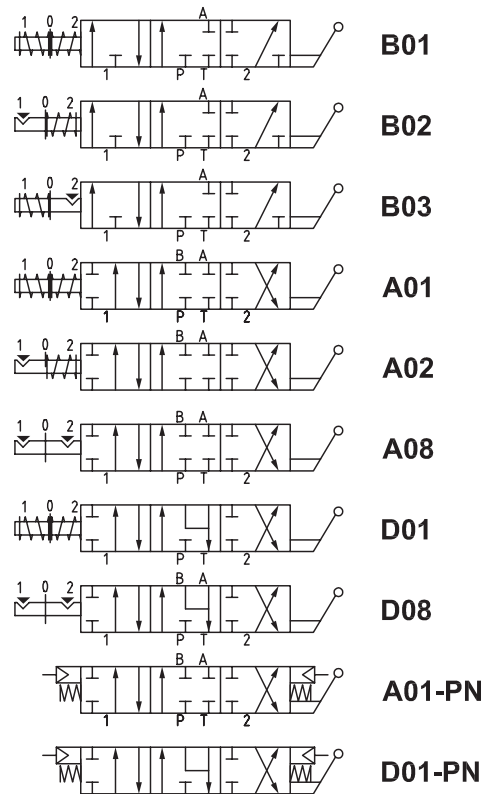 1 0 2 A B01
1 P T 2
1 0 2 A B02
1 P T 2
1 0 2 A B03
1 P T 2
1 0 2 B A A01
1 P T 2
1 0 2 B A A02
1 P T 2
1 0 2 B A A08
1 P T 2
1 0 2 B A D01
1 P T 2
1 0 2 B A D08
1 P T 2
B A A01-PN
1 P T 2
D01-PN